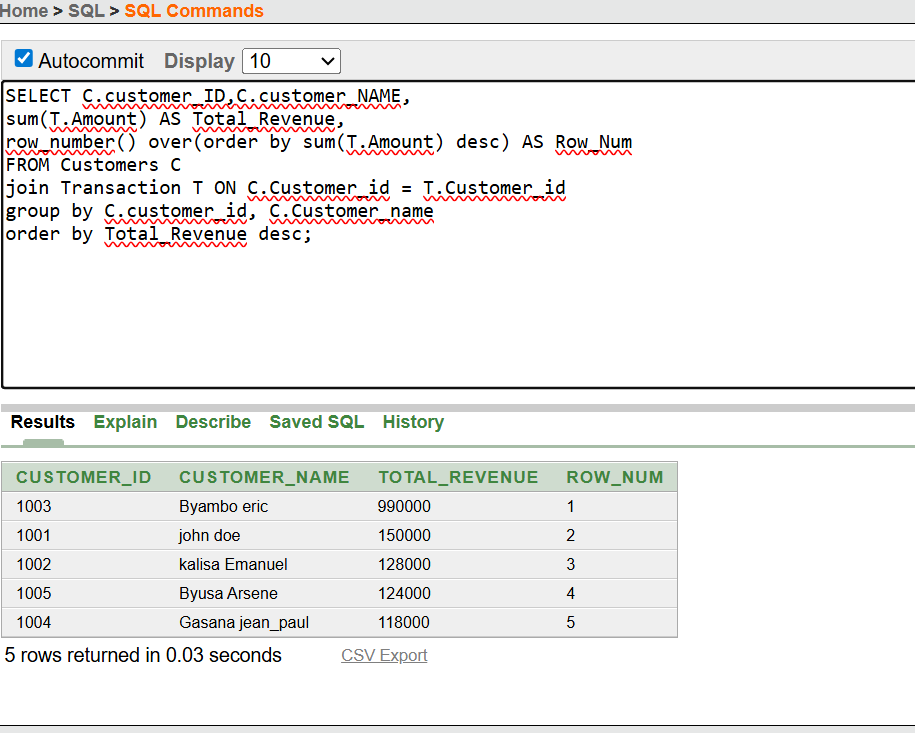 Home > SQL > SQL Commands
Autocommit Display 10
SELECT C.customer_ID,C.customer_NAME,
sum(T.Amount) AS Total_Revenue,
row_number() over(order by sum(T.Amount) desc) AS Row_Num
FROM Customers C
join Transaction T ON C.Customer_id = T.Customer_id
group by C.customer_id, C.Customer_name
order by Total_Revenue desc;
Results Explain Describe Saved SQL History
CUSTOMER_ID CUSTOMER_NAME TOTAL_REVENUE ROW_NUM
1003 Byambo eric 990000 1
1001 john doe 150000 2
1002 kalisa Emanuel 128000 3
1005 Byusa Arsene 124000 4
1004 Gasana jean_paul 118000 5
5 rows returned in 0.03 seconds CSV Export